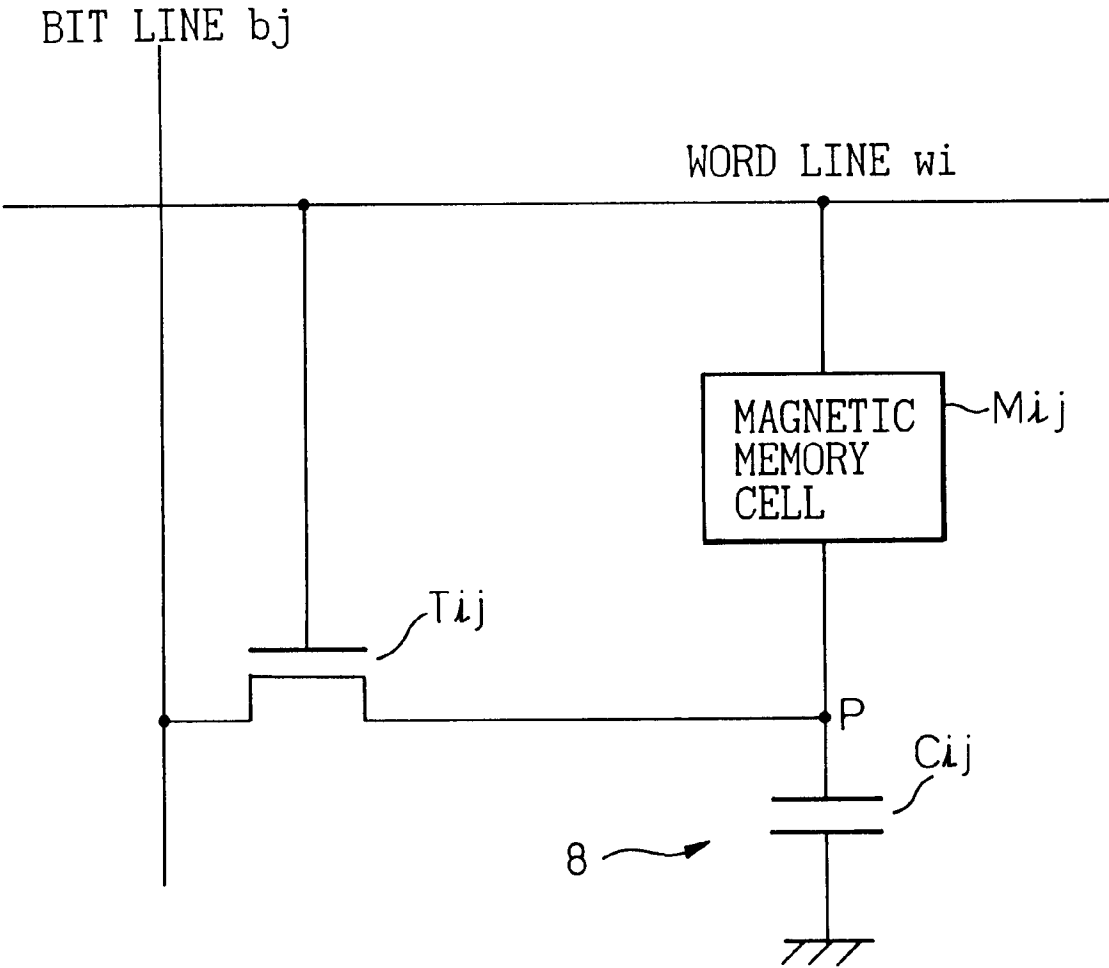 BIT LINE bj
WORD LINE wi
MAGNETIC
MEMORY
CELL
Mij
Tij
P
Cij
8